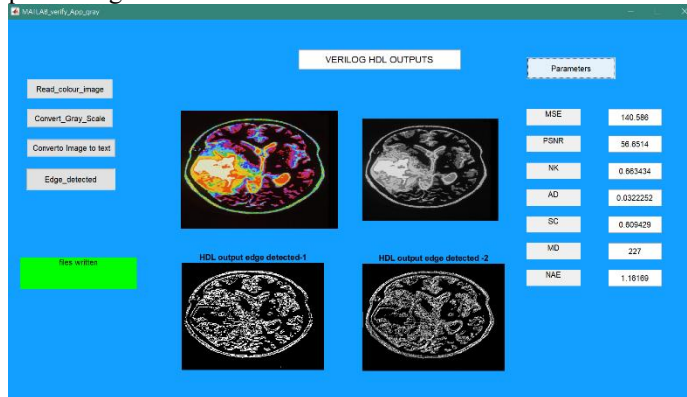 MATLAB_verify_App_gray
VERILOG HDL OUTPUTS
Parameters
Read_colour_image
Convert_Gray_Scale
Converto Image to text
Edge_detected
files written
HDL output edge detected-1
HDL output edge detected -2
MSE 140.586
PSNR 56.6514
NK 0.663434
AD 0.0322252
SC 0.609429
MD 227
NAE 1.16169